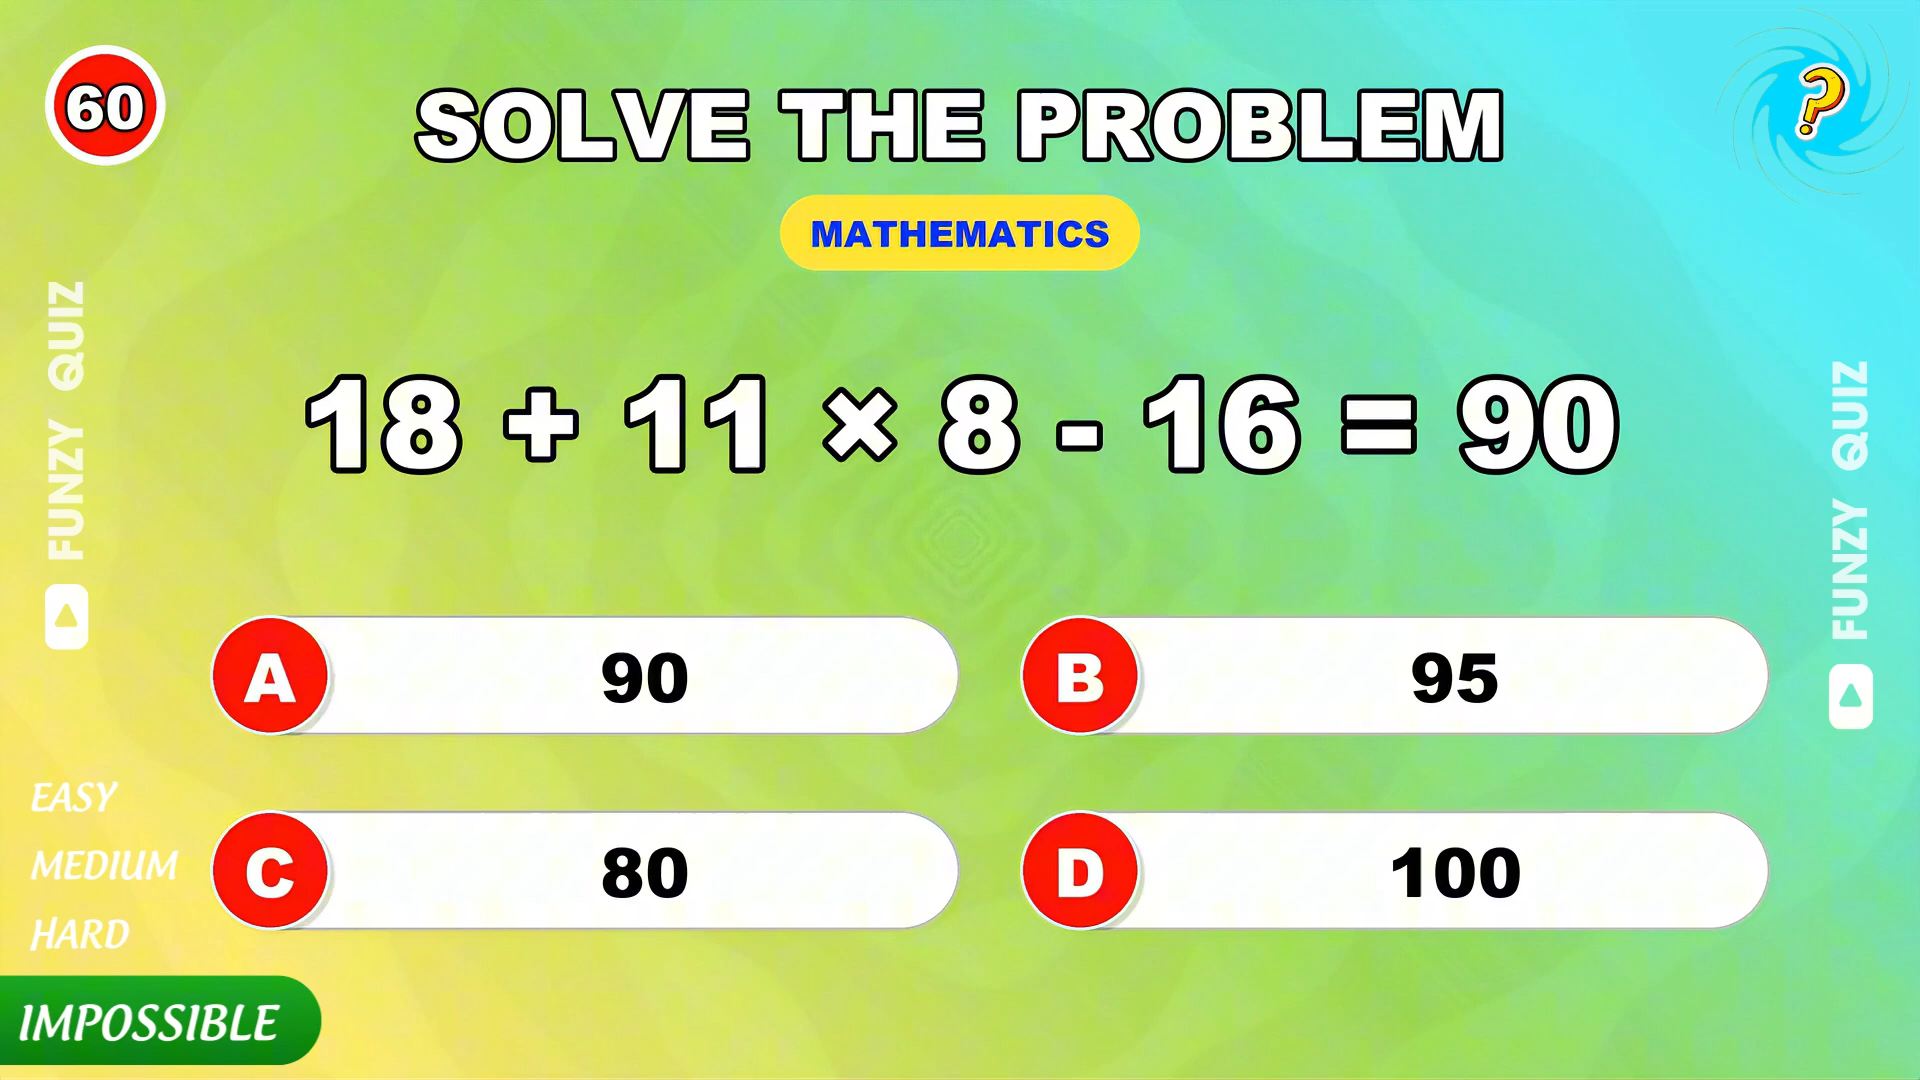 60
SOLVE THE PROBLEM
?
MATHEMATICS
18 + 11 × 8 - 16 = 90
A 90
B 95
C 80
D 100
FUNZY QUIZ
FUNZY QUIZ
EASY
MEDIUM
HARD
IMPOSSIBLE